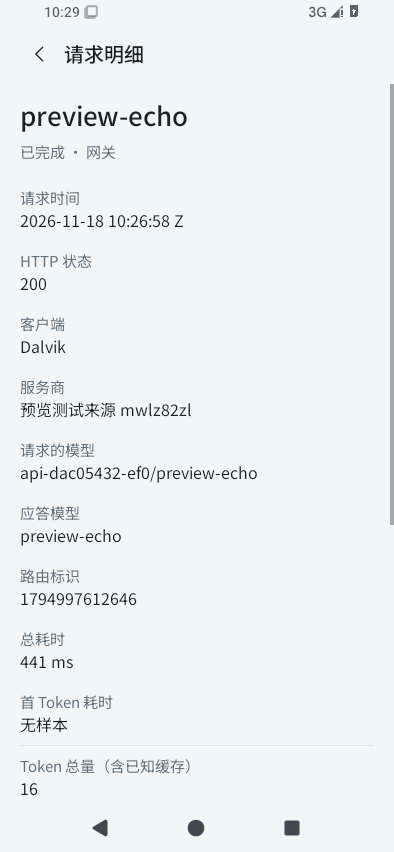 10:29
3G
请求明细
preview-echo
已完成 · 网关
请求时间
2026-11-18 10:26:58 Z
HTTP 状态
200
客户端
Dalvik
服务商
预览测试来源 mwlz82zl
请求的模型
api-dac05432-ef0/preview-echo
应答模型
preview-echo
路由标识
1794997612646
总耗时
441 ms
首 Token 耗时
无样本
Token 总量（含已知缓存）
16